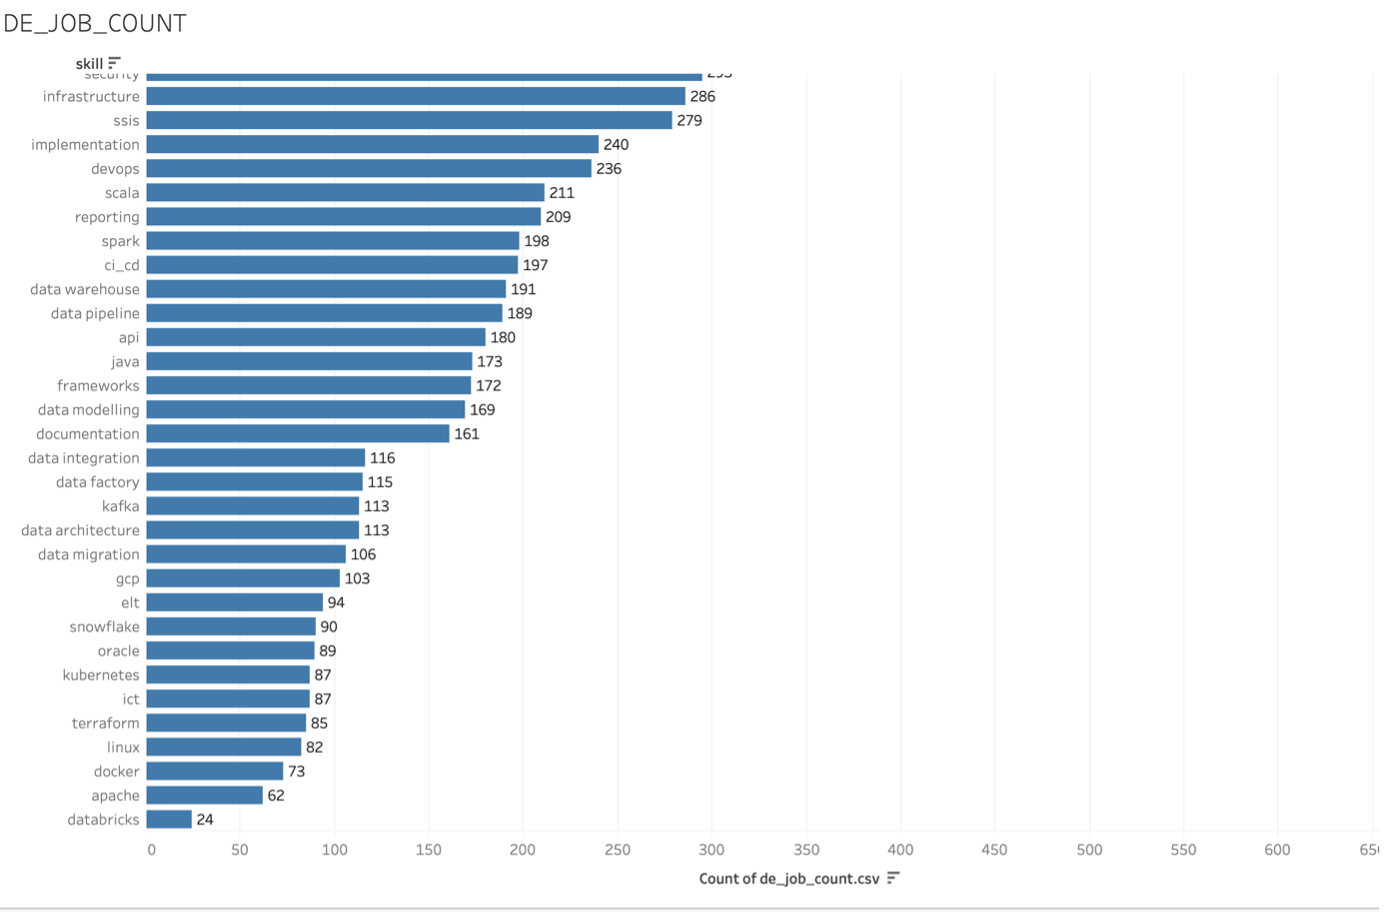 DE_JOB_COUNT
skill
security 295
infrastructure 286
ssis 279
implementation 240
devops 236
scala 211
reporting 209
spark 198
ci_cd 197
data warehouse 191
data pipeline 189
api 180
java 173
frameworks 172
data modelling 169
documentation 161
data integration 116
data factory 115
kafka 113
data architecture 113
data migration 106
gcp 103
elt 94
snowflake 90
oracle 89
kubernetes 87
ict 87
terraform 85
linux 82
docker 73
apache 62
databricks 24
0 50 100 150 200 250 300 350 400 450 500 550 600
Count of de_job_count.csv